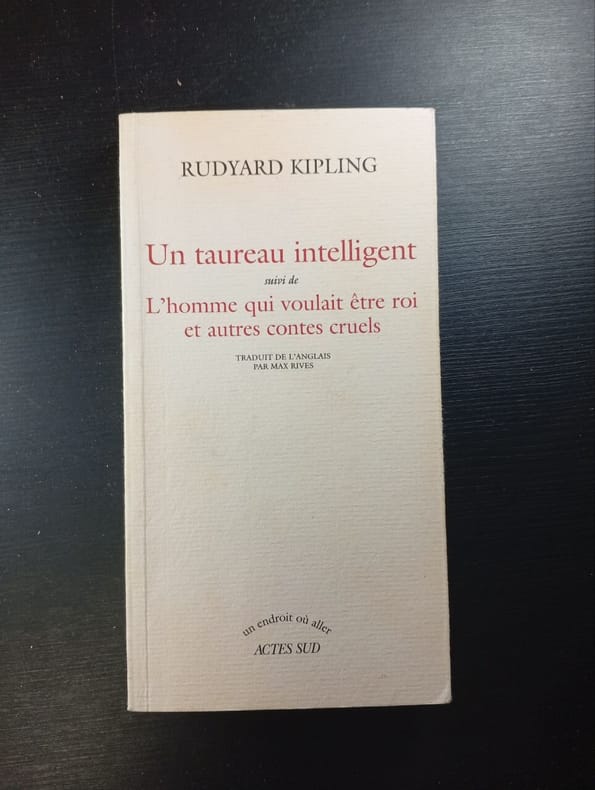 RUDYARD KIPLING
Un taureau intelligent
suivi de
L'homme qui voulait être roi
et autres contes cruels
TRADUIT DE L'ANGLAIS
PAR MAX RIVES
un endroit où aller
ACTES SUD